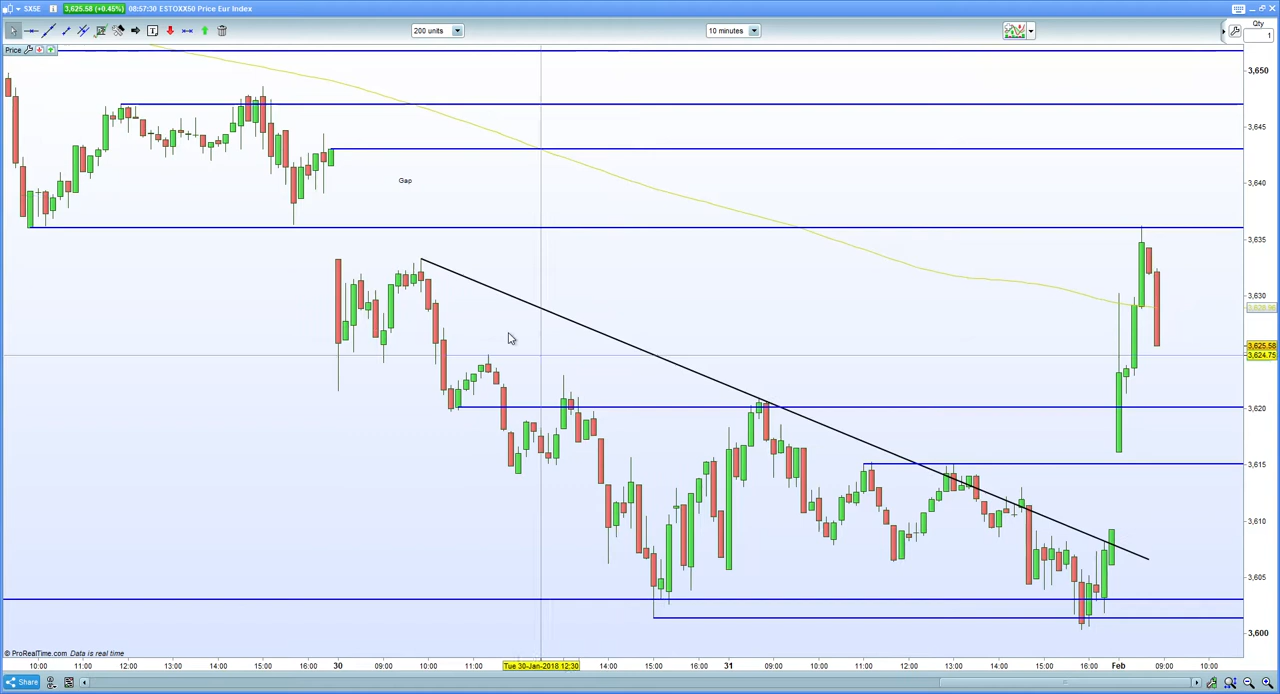 SX5E 3,625.58 (+0.45%) 08:57:30 ESTOXX50 Price Eur Index
200 units 10 minutes Qty
1
Price
3,650
3,645
Gap
3,640
3,635
3,630
3,625.58
3,624.75
3,620
3,615
3,610
3,605
3,600
© ProRealTime.com Data is real time
10:00 11:00 12:00 13:00 14:00 15:00 16:00 30 09:00 10:00 11:00 Tue 30-Jan-2018 12:30 14:00 15:00 16:00 31 09:00 10:00 11:00 12:00 13:00 14:00 15:00 16:00 Feb 09:00 10:00
Share